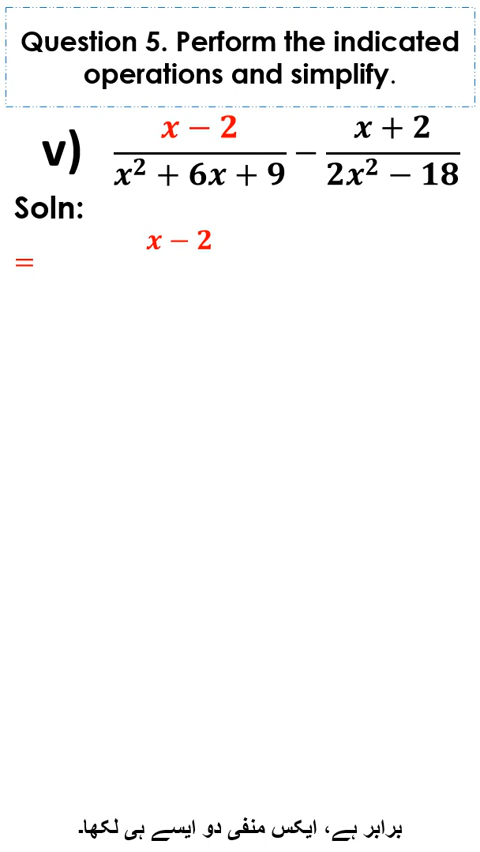 Question 5. Perform the indicated
operations and simplify.
v) (x − 2)/(x² + 6x + 9) − (x + 2)/(2x² − 18)
Soln:
= x − 2
برابر ہے، ایکس منفی دو ایسے ہی لکھا۔